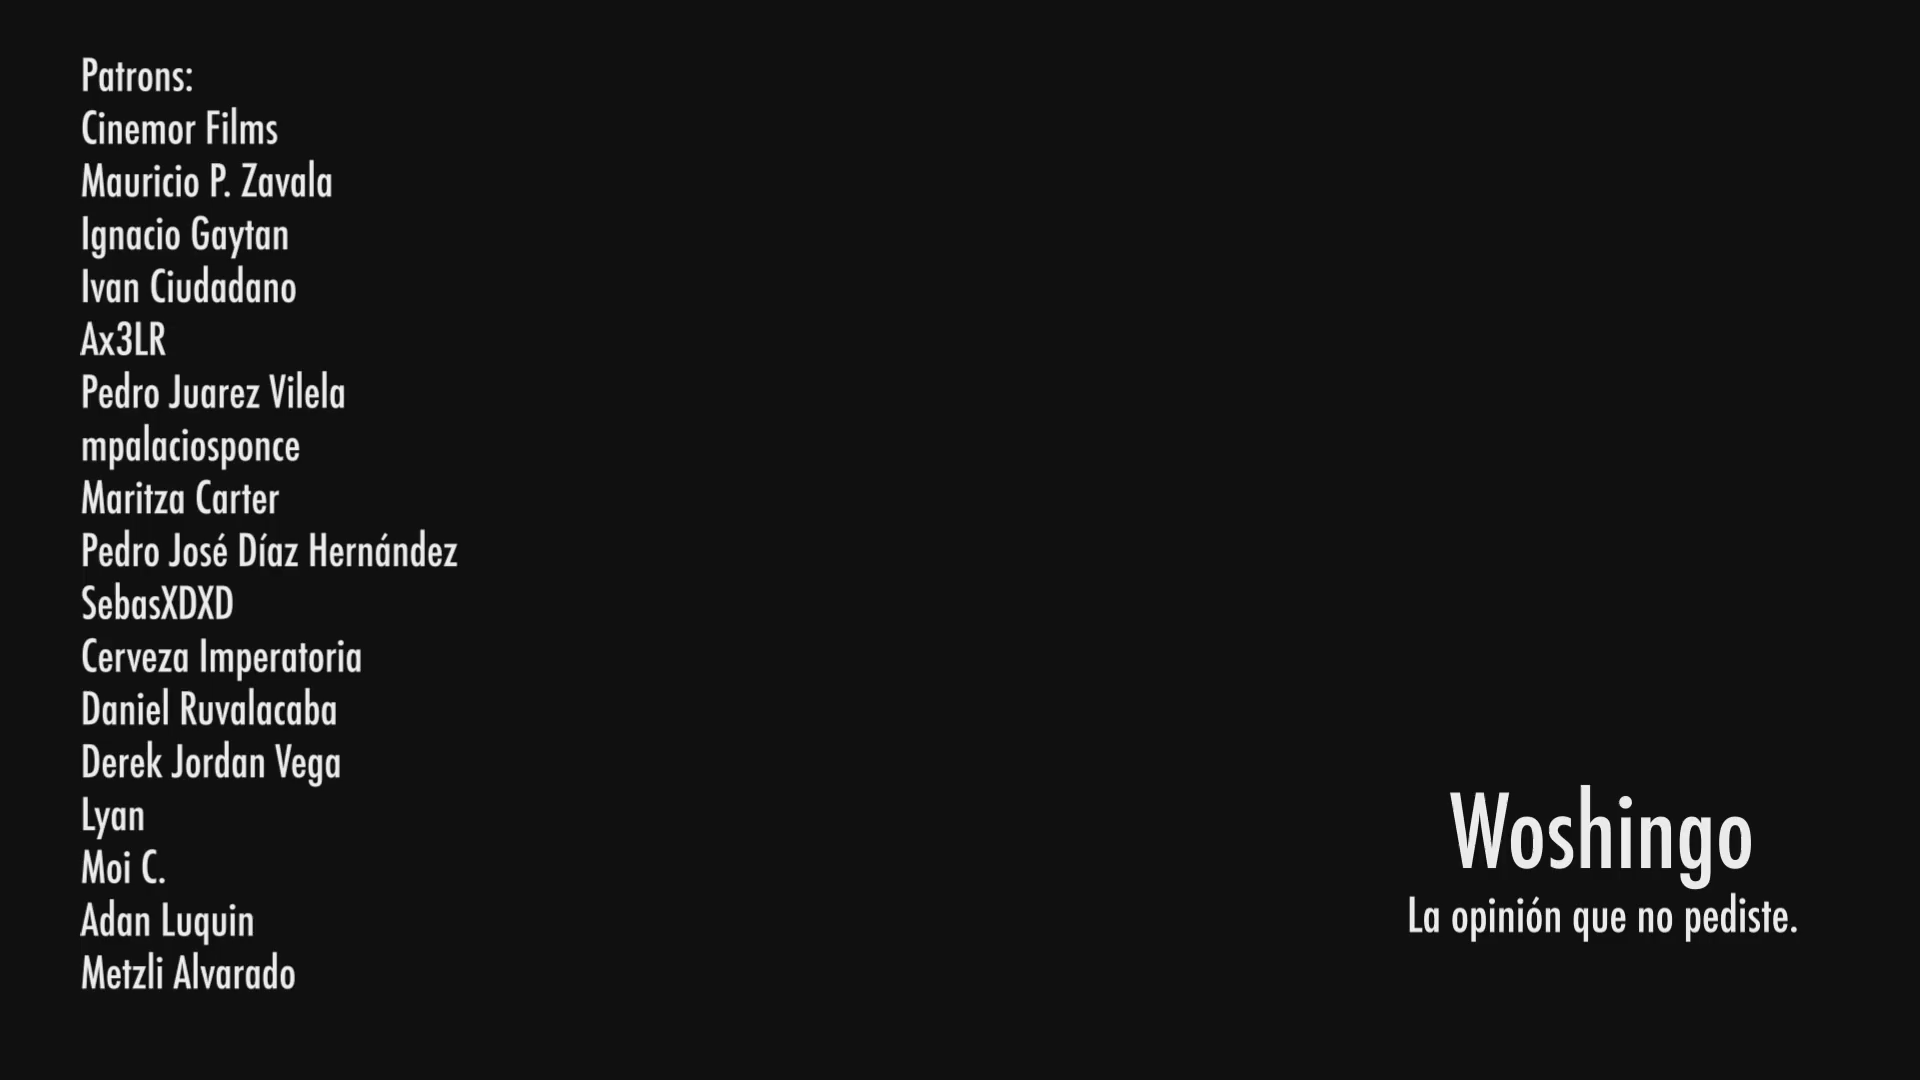 Patrons:
Cinemor Films
Mauricio P. Zavala
Ignacio Gaytan
Ivan Ciudadano
Ax3LR
Pedro Juarez Vilela
mpalaciosponce
Maritza Carter
Pedro José Díaz Hernández
SebasXDXD
Cerveza Imperatoria
Daniel Ruvalacaba
Derek Jordan Vega
Lyan
Moi C.
Adan Luquin
Metzli Alvarado
Woshingo
La opinión que no pediste.